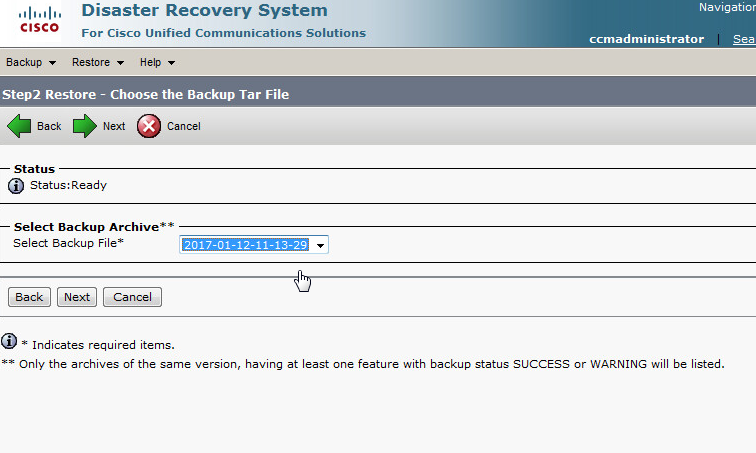 CISCO
Disaster Recovery System
For Cisco Unified Communications Solutions
Navigation
ccmadministrator | Sea
Backup Restore Help
Step2 Restore - Choose the Backup Tar File
Back Next Cancel
Status
Status:Ready
Select Backup Archive**
Select Backup File* 2017-01-12-11-13-29
Back Next Cancel
* Indicates required items.
** Only the archives of the same version, having at least one feature with backup status SUCCESS or WARNING will be listed.